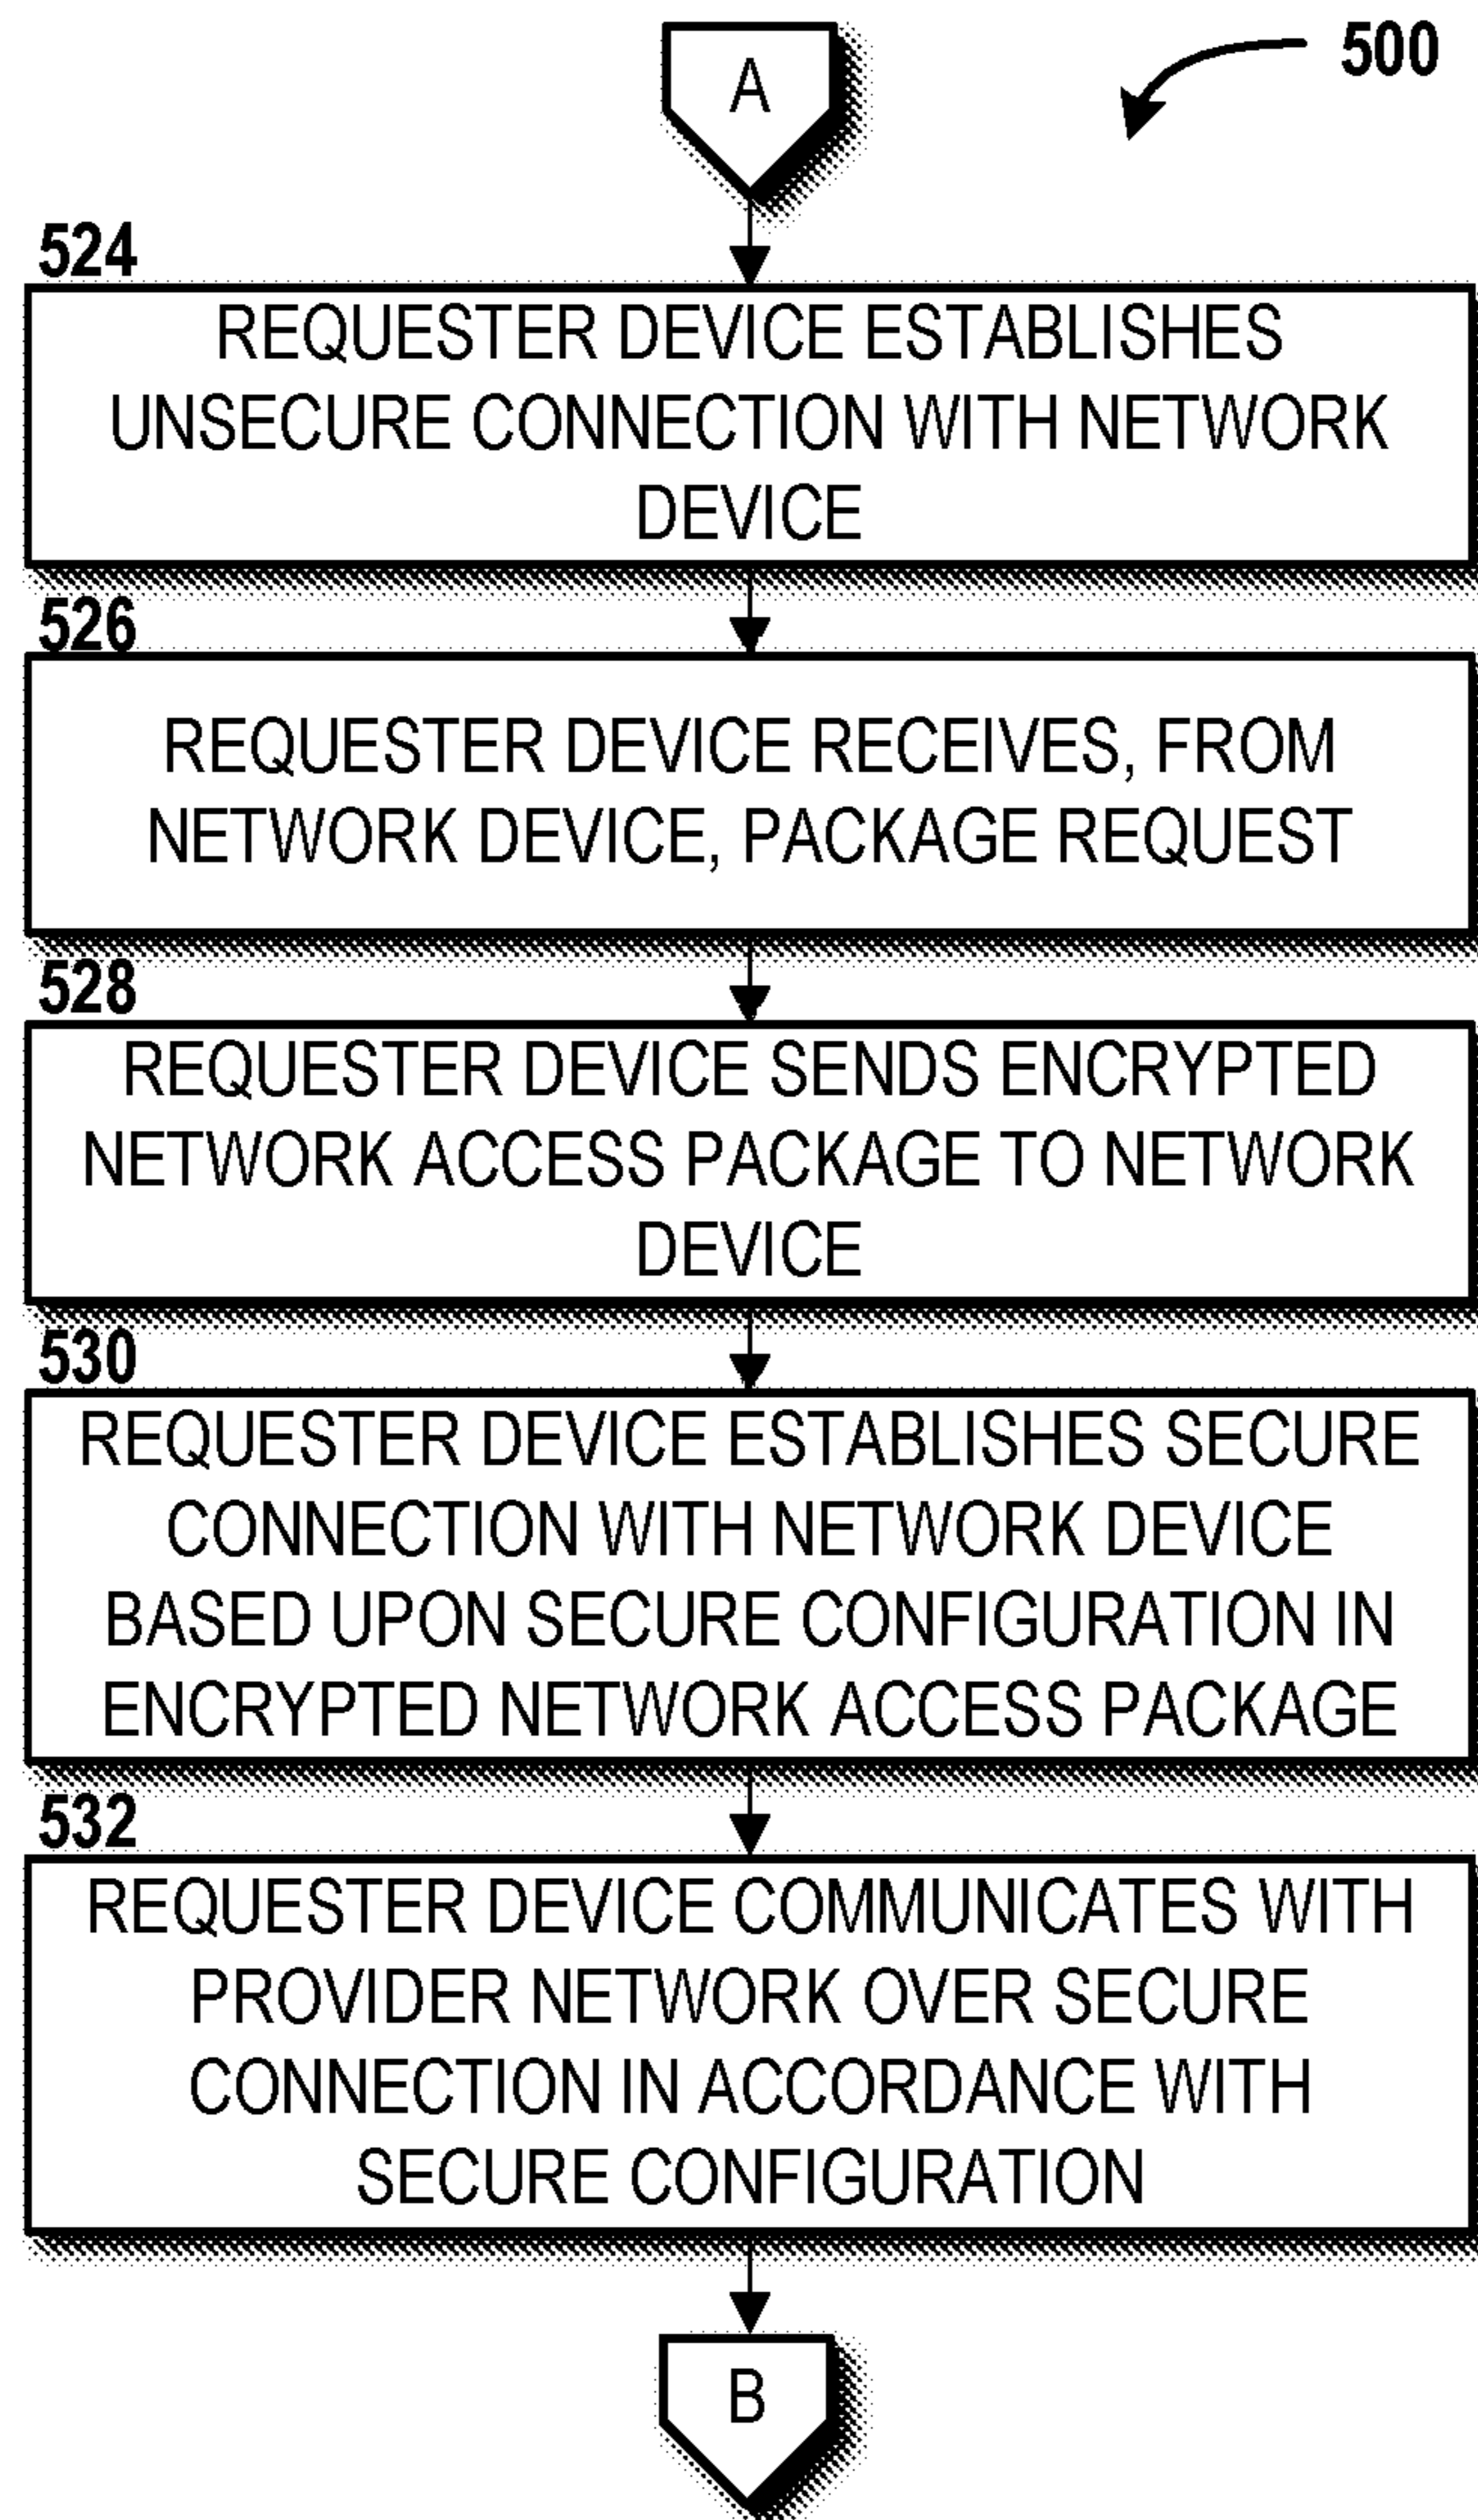 A
500
524
REQUESTER DEVICE ESTABLISHES
UNSECURE CONNECTION WITH NETWORK
DEVICE
526
REQUESTER DEVICE RECEIVES, FROM
NETWORK DEVICE, PACKAGE REQUEST
528
REQUESTER DEVICE SENDS ENCRYPTED
NETWORK ACCESS PACKAGE TO NETWORK
DEVICE
530
REQUESTER DEVICE ESTABLISHES SECURE
CONNECTION WITH NETWORK DEVICE
BASED UPON SECURE CONFIGURATION IN
ENCRYPTED NETWORK ACCESS PACKAGE
532
REQUESTER DEVICE COMMUNICATES WITH
PROVIDER NETWORK OVER SECURE
CONNECTION IN ACCORDANCE WITH
SECURE CONFIGURATION
B